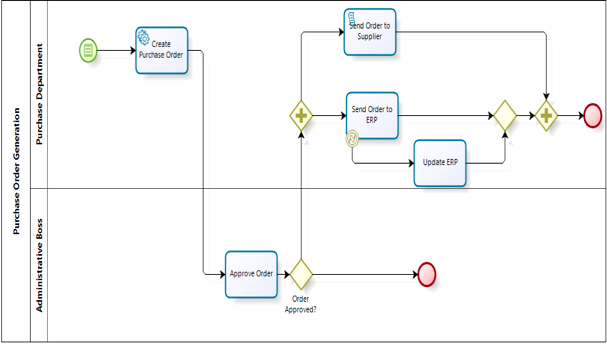 Purchase Order Generation
Purchase Department
Administrative Boss
Create
Purchase Order
Send Order to
Supplier
Send Order to
ERP
Update ERP
Approve Order
Order
Approved?